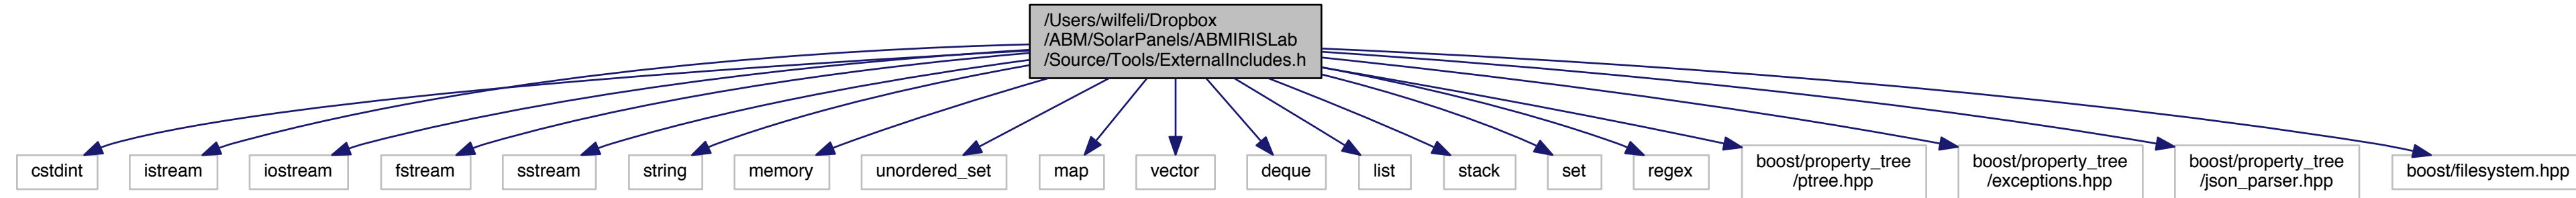 /Users/wilfeli/Dropbox
/ABM/SolarPanels/ABMIRISLab
/Source/Tools/ExternalIncludes.h
cstdint
istream
iostream
fstream
sstream
string
memory
unordered_set
map
vector
deque
list
stack
set
regex
boost/property_tree
/ptree.hpp
boost/property_tree
/exceptions.hpp
boost/property_tree
/json_parser.hpp
boost/filesystem.hpp